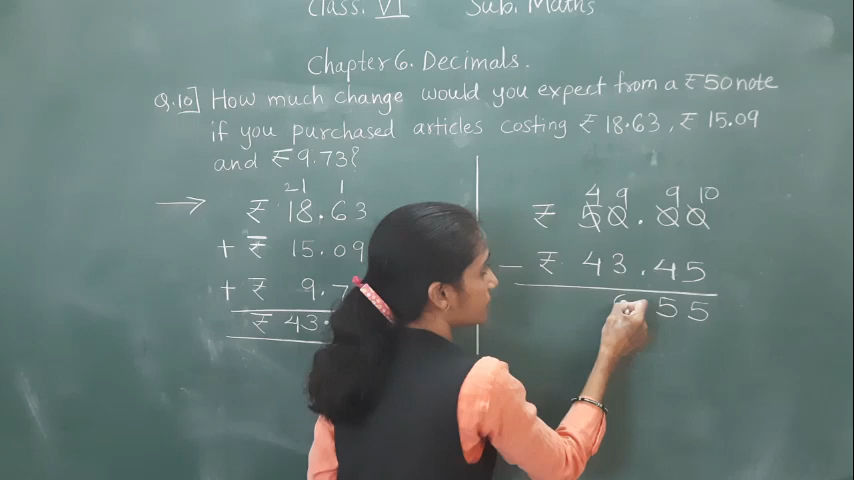 Class. VI Sub. Maths
Chapter 6. Decimals.
Q.10] How much change would you expect from a ₹50 note
if you purchased articles costing ₹ 18.63, ₹ 15.09
and ₹ 9.73?
2 1 1
→ ₹ 18.63
+ ₹ 15.09
+ ₹ 9.7
₹ 43.
4 9 9 10
₹ 50.00
- ₹ 43.45
6 55